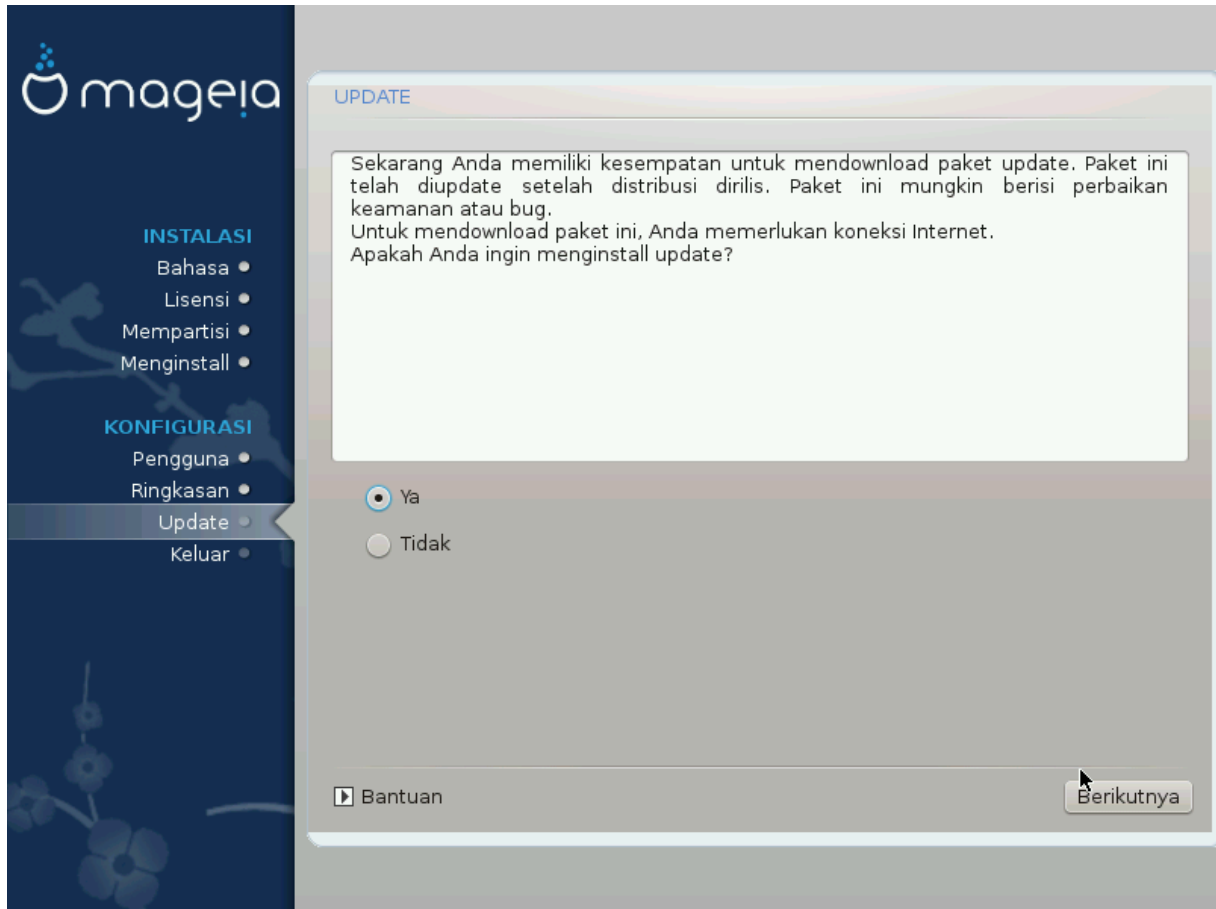 mageia
INSTALASI
Bahasa
Lisensi
Mempartisi
Menginstall
KONFIGURASI
Pengguna
Ringkasan
Update
Keluar
UPDATE
Sekarang Anda memiliki kesempatan untuk mendownload paket update. Paket ini
telah diupdate setelah distribusi dirilis. Paket ini mungkin berisi perbaikan
keamanan atau bug.
Untuk mendownload paket ini, Anda memerlukan koneksi Internet.
Apakah Anda ingin menginstall update?
Ya
Tidak
Bantuan
Berikutnya